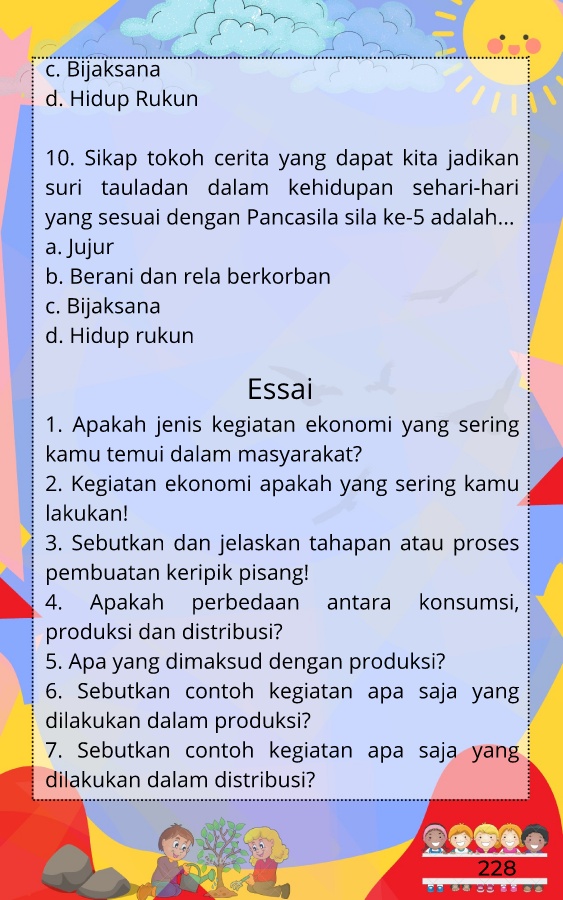 c. Bijaksana
d. Hidup Rukun
10. Sikap tokoh cerita yang dapat kita jadikan
suri tauladan dalam kehidupan sehari-hari
yang sesuai dengan Pancasila sila ke-5 adalah...
a. Jujur
b. Berani dan rela berkorban
c. Bijaksana
d. Hidup rukun
Essai
1. Apakah jenis kegiatan ekonomi yang sering
kamu temui dalam masyarakat?
2. Kegiatan ekonomi apakah yang sering kamu
lakukan!
3. Sebutkan dan jelaskan tahapan atau proses
pembuatan keripik pisang!
4. Apakah perbedaan antara konsumsi,
produksi dan distribusi?
5. Apa yang dimaksud dengan produksi?
6. Sebutkan contoh kegiatan apa saja yang
dilakukan dalam produksi?
7. Sebutkan contoh kegiatan apa saja yang
dilakukan dalam distribusi?
228